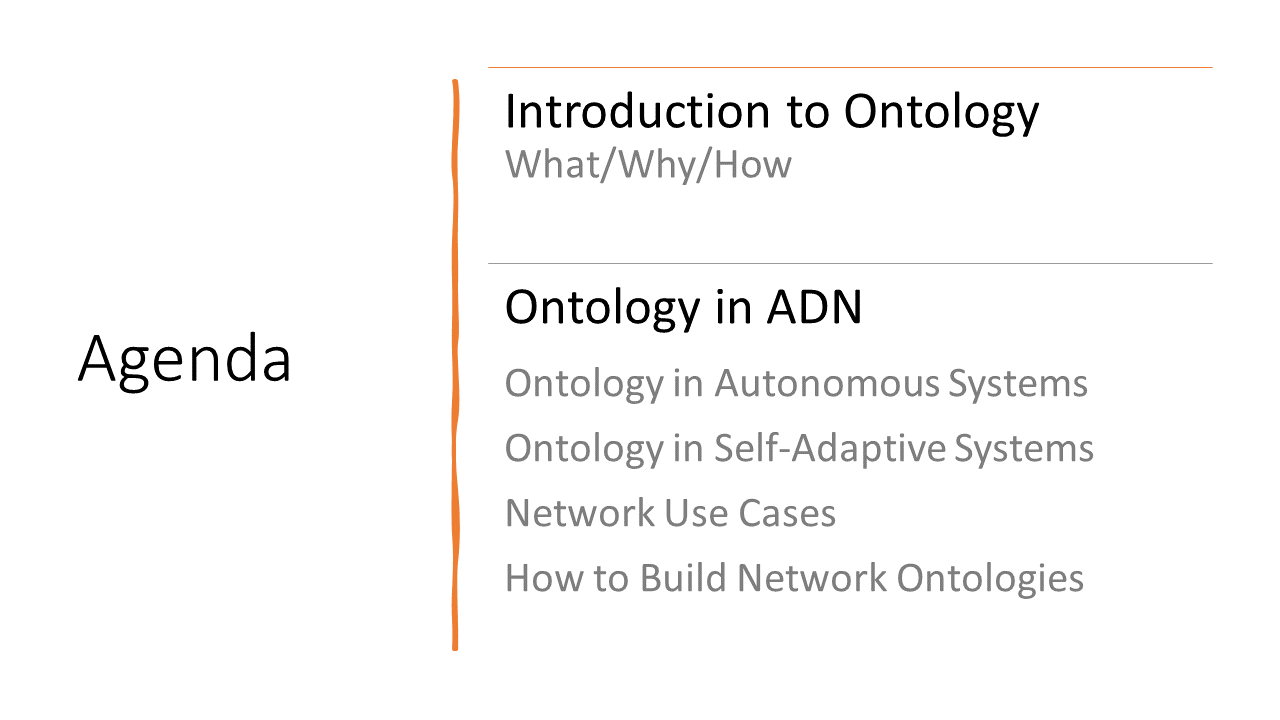 Agenda
Introduction to Ontology
What/Why/How
Ontology in ADN
Ontology in Autonomous Systems
Ontology in Self-Adaptive Systems
Network Use Cases
How to Build Network Ontologies